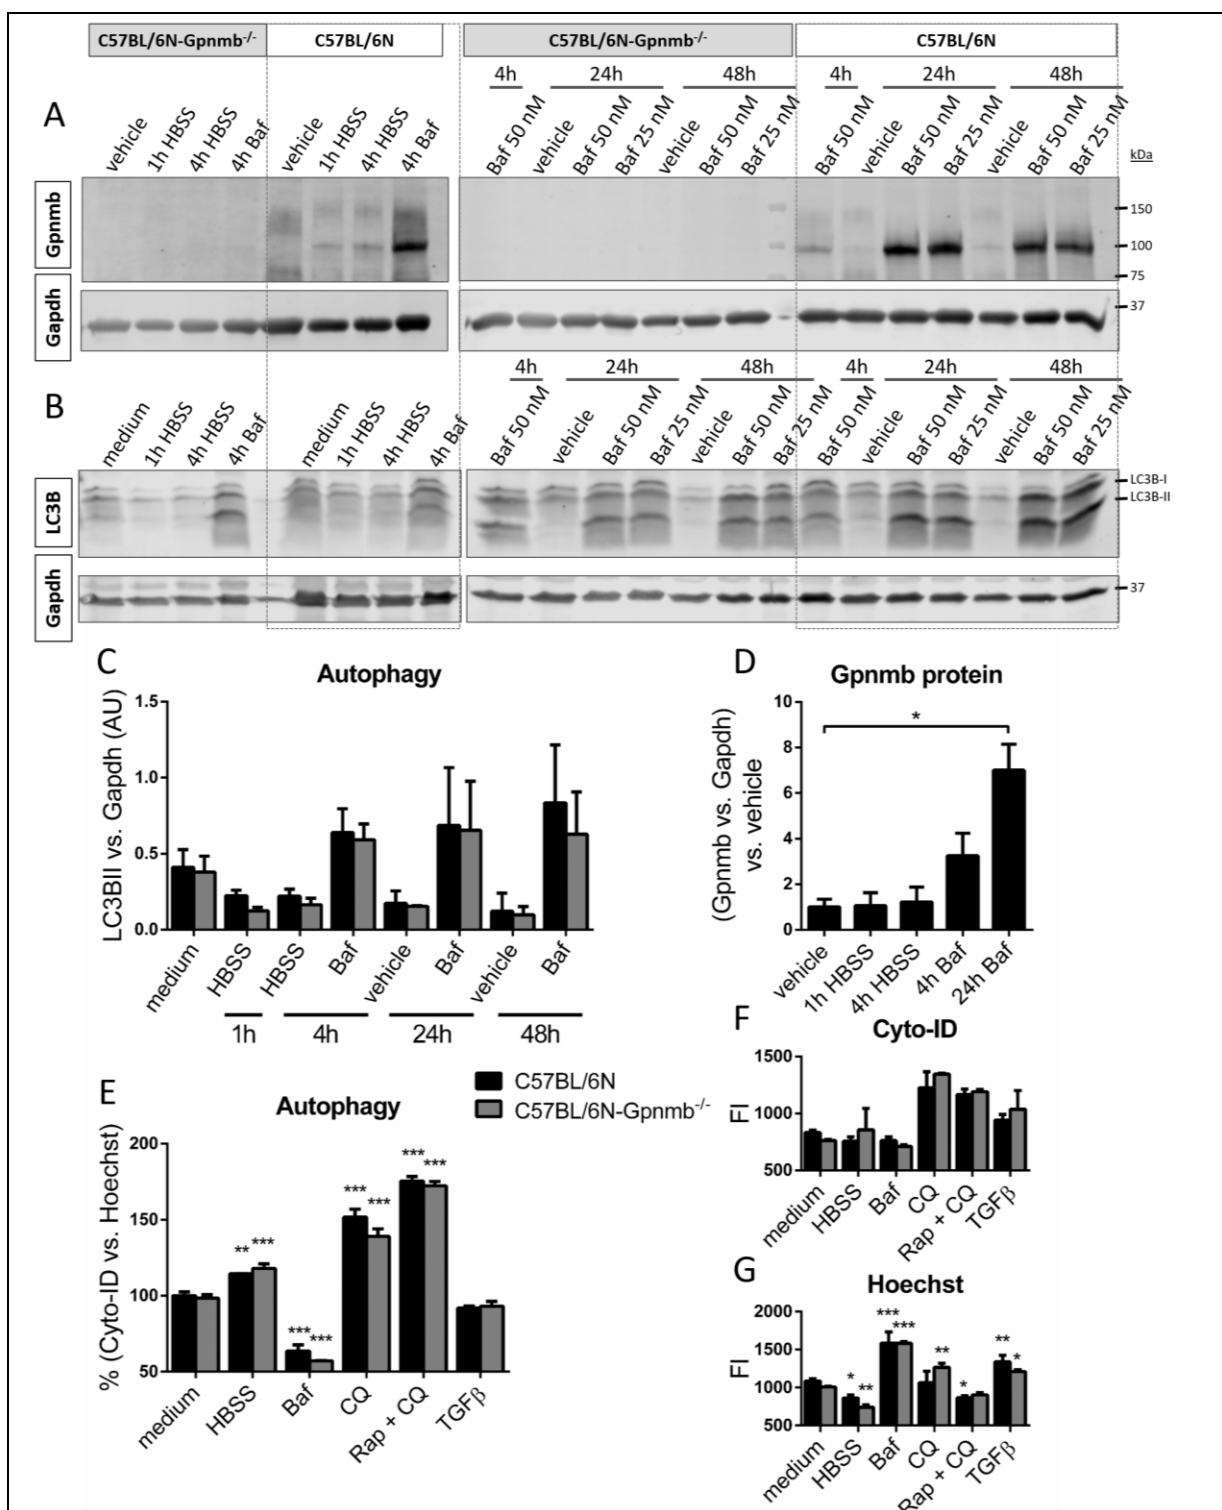 C57BL/6N-Gpnmb-/- C57BL/6N C57BL/6N-Gpnmb-/- C57BL/6N
4h 24h 48h 4h 24h 48h
A
vehicle 1h HBSS 4h HBSS 4h Baf vehicle 1h HBSS 4h HBSS 4h Baf Baf 50 nM vehicle Baf 50 nM Baf 25 nM vehicle Baf 50 nM Baf 25 nM Baf 50 nM vehicle Baf 50 nM Baf 25 nM vehicle Baf 50 nM Baf 25 nM
kDa
Gpnmb
150
100
75
Gapdh
37
4h 24h 48h 4h 24h 48h
B
medium 1h HBSS 4h HBSS 4h Baf medium 1h HBSS 4h HBSS 4h Baf Baf 50 nM vehicle Baf 50 nM Baf 25 nM vehicle Baf 50 nM Baf 25 nM Baf 50 nM vehicle Baf 50 nM Baf 25 nM vehicle Baf 50 nM Baf 25 nM
LC3B
LC3B-I
LC3B-II
Gapdh
37
C
Autophagy
LC3BII vs. Gapdh (AU)
1.5
1.0
0.5
0.0
medium HBSS HBSS Baf vehicle Baf vehicle Baf
1h 4h 24h 48h
D
Gpnmb protein
(Gpnmb vs. Gapdh)
vs. vehicle
10
8
6
4
2
0
*
vehicle 1h HBSS 4h HBSS 4h Baf 24h Baf
C57BL/6N
C57BL/6N-Gpnmb-/-
E
Autophagy
% (Cyto-ID vs. Hoechst)
200
150
100
50
** *** *** *** *** *** *** ***
medium HBSS Baf CQ Rap + CQ TGFβ
F
Cyto-ID
FI
1500
1000
500
medium HBSS Baf CQ Rap + CQ TGFβ
G
Hoechst
FI
2000
1500
1000
500
* ** *** *** ** * ** *
medium HBSS Baf CQ Rap + CQ TGFβ